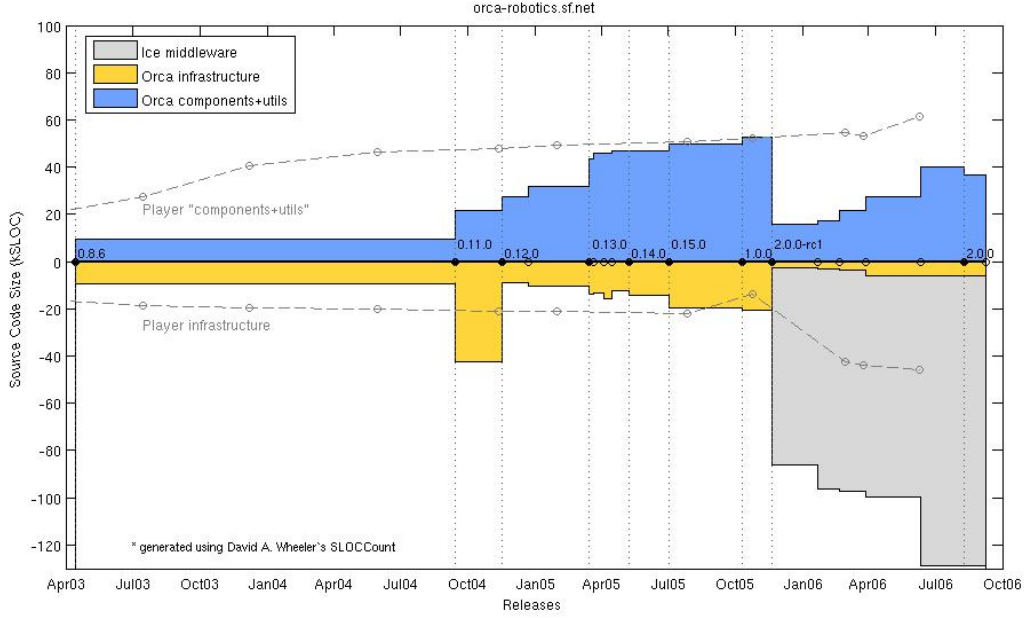 orca-robotics.sf.net
100
80
60
40
20
0
-20
-40
-60
-80
-100
-120
Source Code Size (kSLOC)
Ice middleware
Orca infrastructure
Orca components+utils
Player "components+utils"
0.8.6
0.11.0
0.12.0
0.13.0
0.14.0
0.15.0
1.0.0
2.0.0-rc1
2.0.0
Player infrastructure
* generated using David A. Wheeler`s SLOCCount
Apr03 Jul03 Oct03 Jan04 Apr04 Jul04 Oct04 Jan05 Apr05 Jul05 Oct05 Jan06 Apr06 Jul06 Oct06
Releases